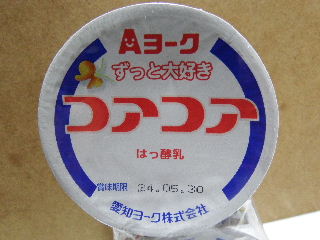 Aヨーク
ずっと大好き
コアコア
はっ酵乳
賞味期限 24.05.30
愛知ヨーク株式会社